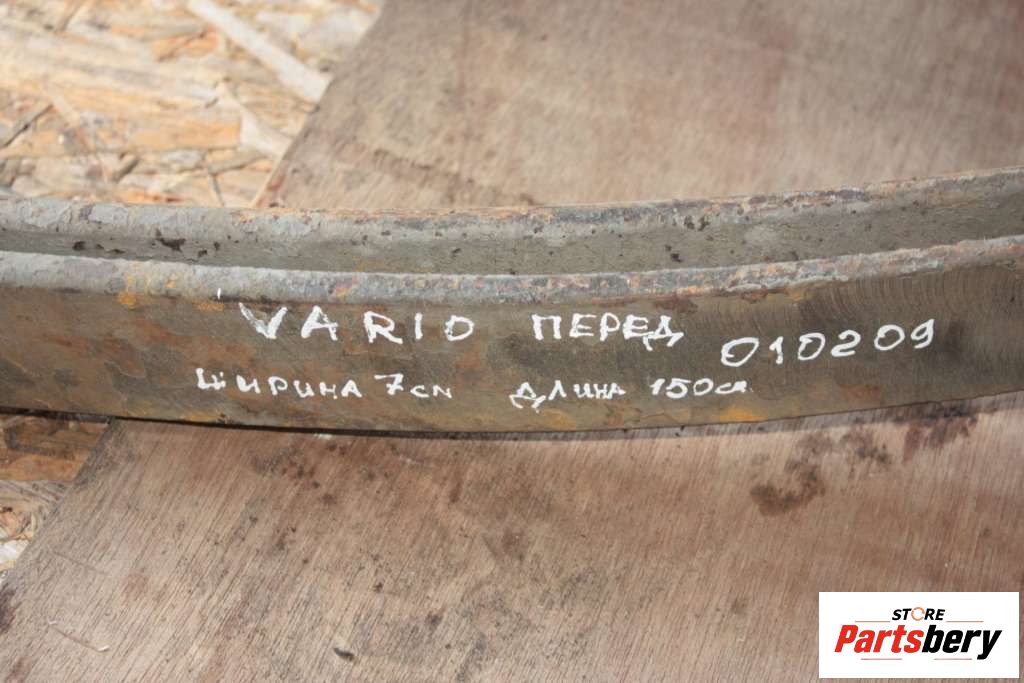 VARIO ПЕРЕД 010209
ШИРИНА 7см ДЛИНА 150см
STORE
Partsbery